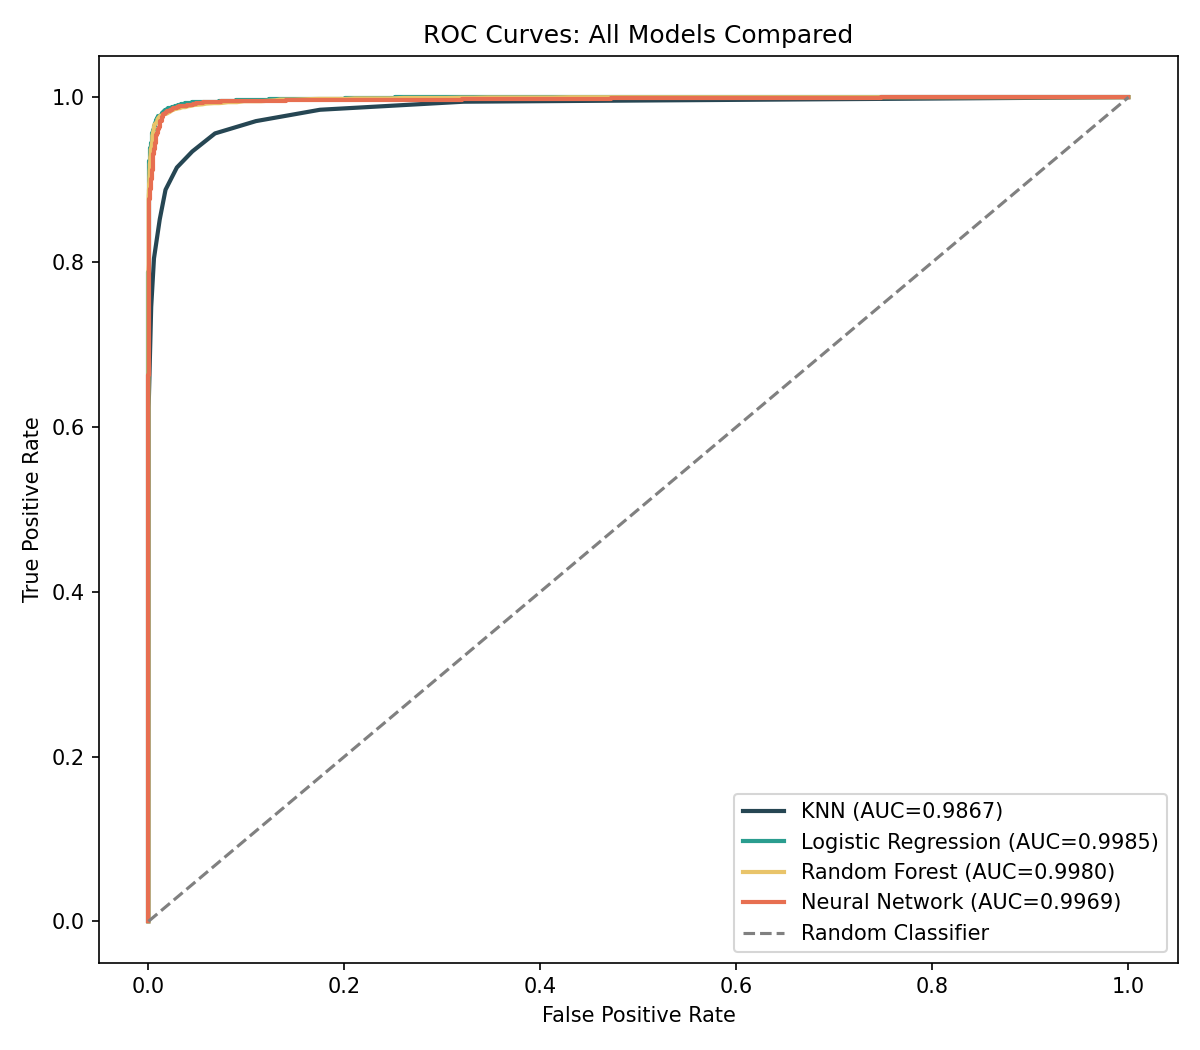 ROC Curves: All Models Compared
True Positive Rate
1.0
0.8
0.6
0.4
0.2
0.0
KNN (AUC=0.9867)
Logistic Regression (AUC=0.9985)
Random Forest (AUC=0.9980)
Neural Network (AUC=0.9969)
Random Classifier
0.0 0.2 0.4 0.6 0.8 1.0
False Positive Rate